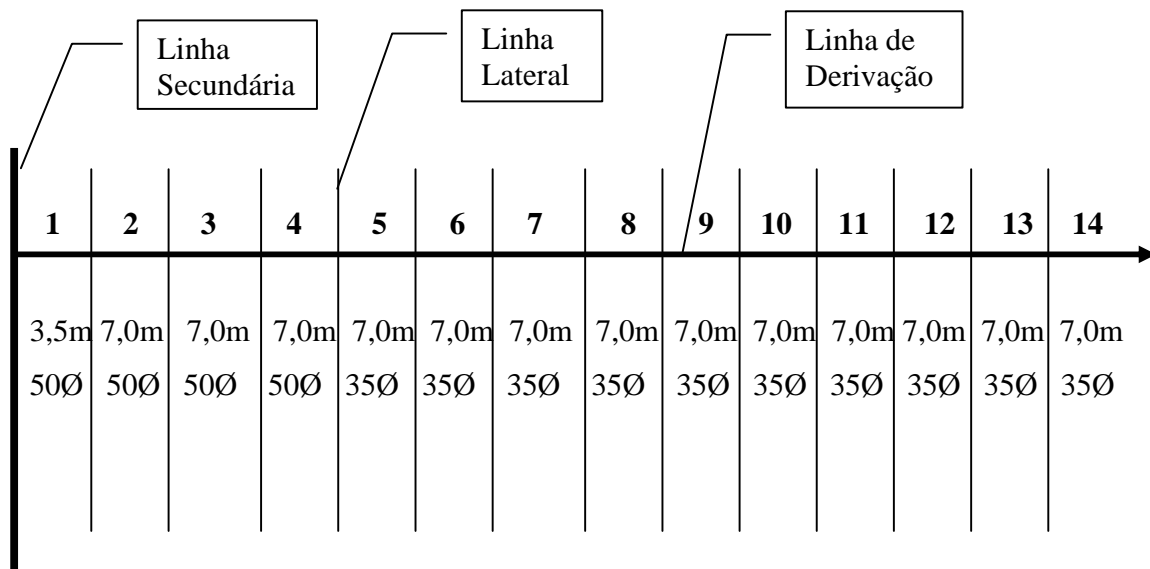 Linha
Secundária
Linha
Lateral
Linha de
Derivação
1 2 3 4 5 6 7 8 9 10 11 12 13 14
3,5m 7,0m 7,0m 7,0m 7,0m 7,0m 7,0m 7,0m 7,0m 7,0m 7,0m 7,0m 7,0m 7,0m
50Ø 50Ø 50Ø 50Ø 35Ø 35Ø 35Ø 35Ø 35Ø 35Ø 35Ø 35Ø 35Ø 35Ø